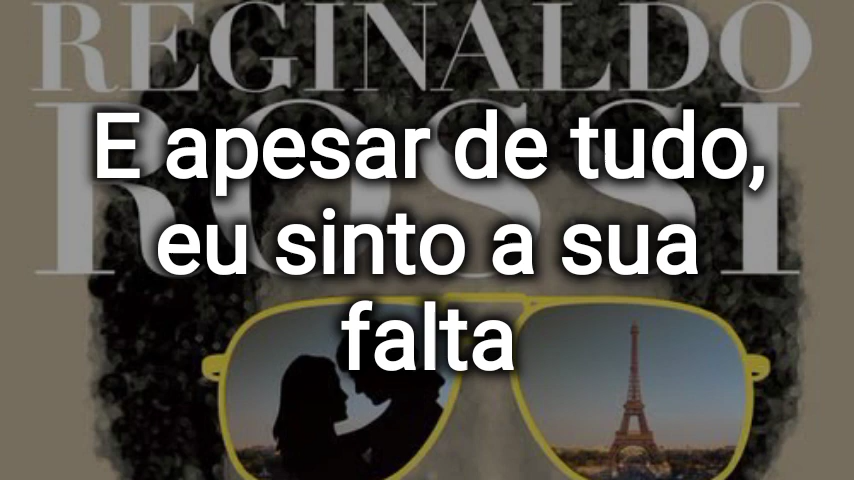 REGINALDO
ROSSI
E apesar de tudo,
eu sinto a sua
falta